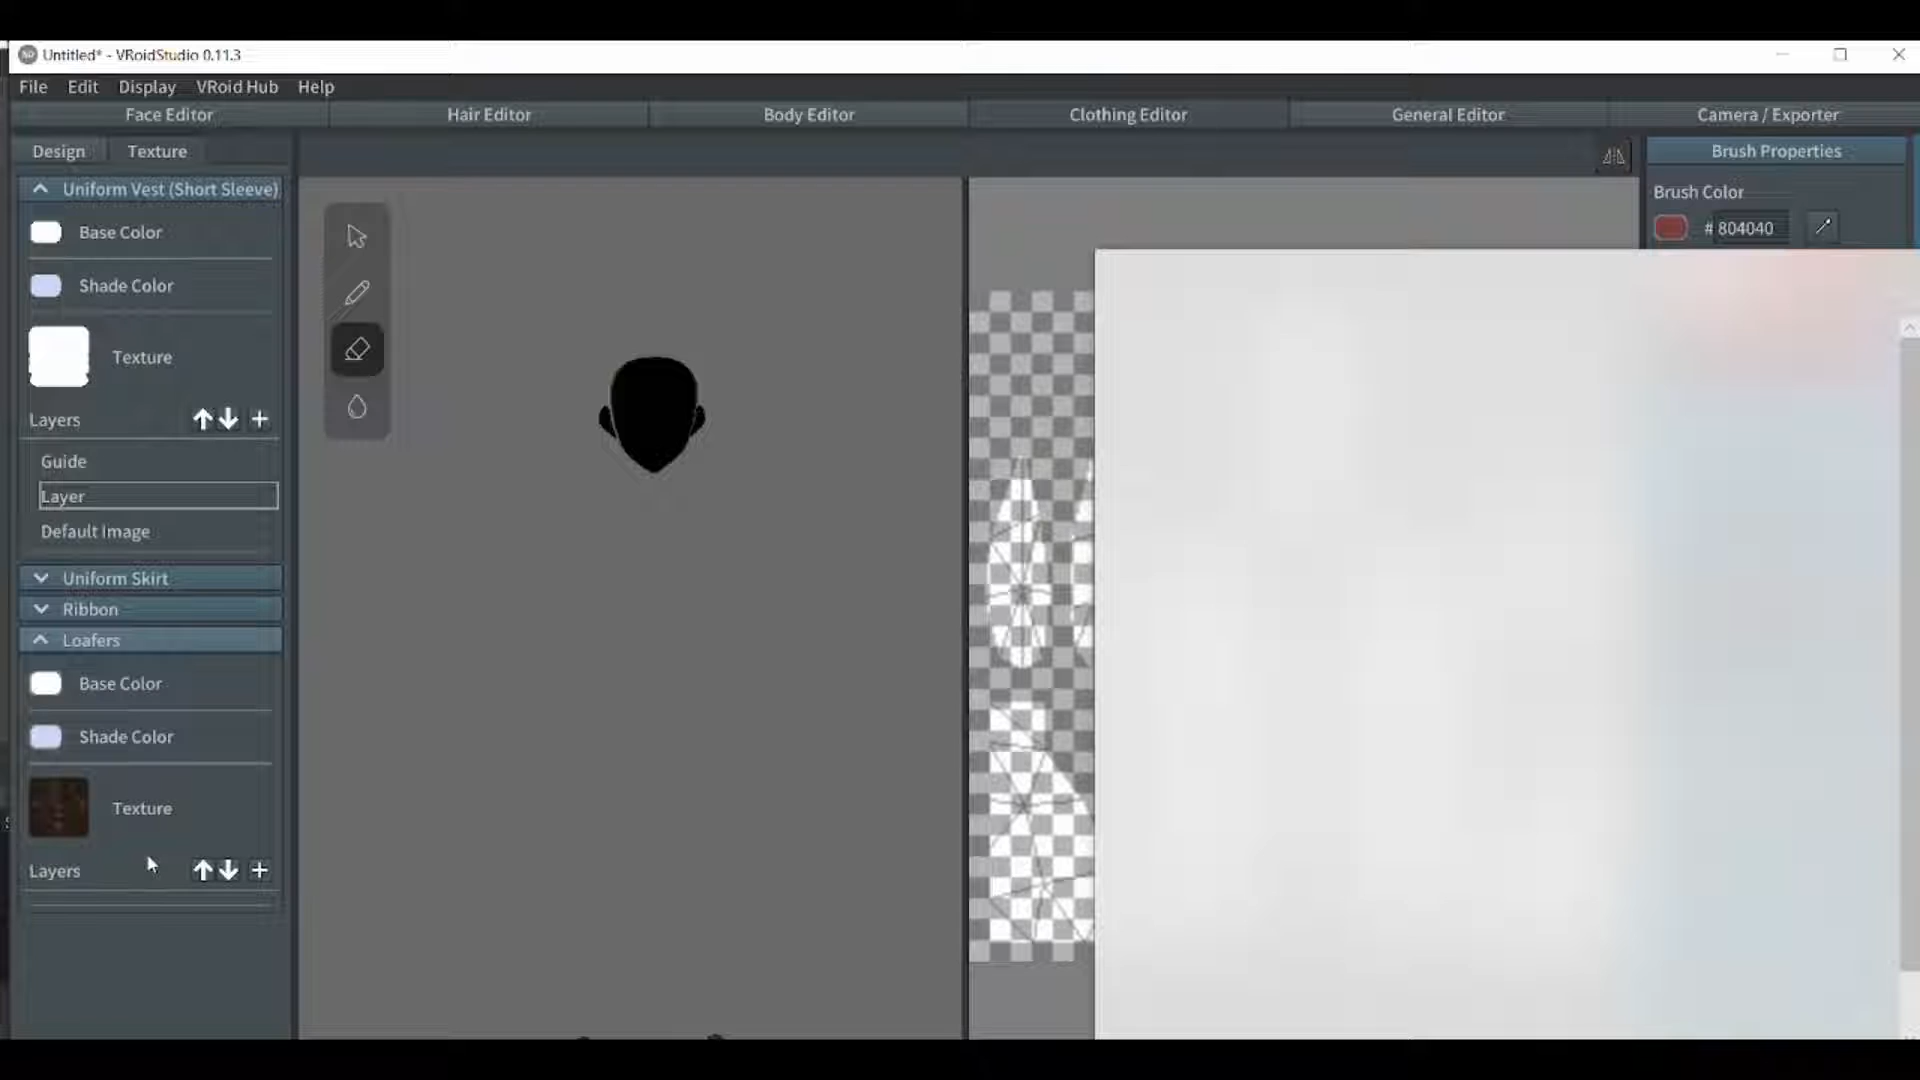 Untitled* - VRoidStudio 0.11.3
File Edit Display VRoid Hub Help
Face Editor Hair Editor Body Editor Clothing Editor General Editor Camera / Exporter
Design Texture
Brush Properties
Uniform Vest (Short Sleeve)
Brush Color
Base Color
# 804040
Shade Color
Texture
Layers
Guide
Layer
Default Image
Uniform Skirt
Ribbon
Loafers
Base Color
Shade Color
Texture
Layers